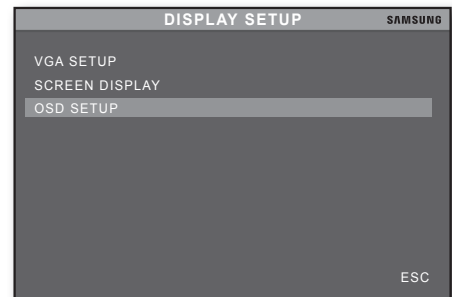 DISPLAY SETUP SAMSUNG
VGA SETUP
SCREEN DISPLAY
OSD SETUP
ESC